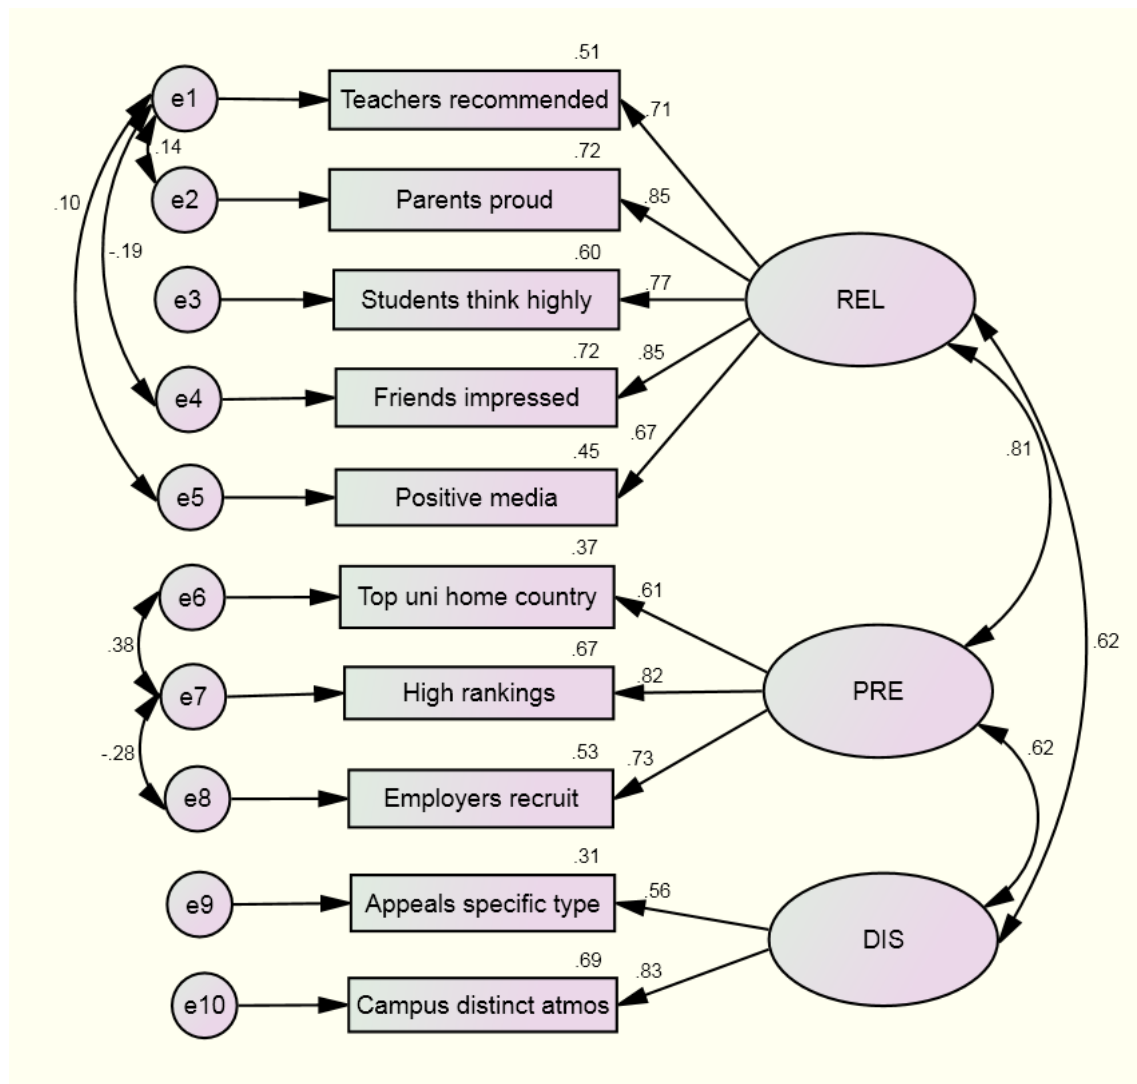 .51
e1
Teachers recommended
.71
.14
.72
e2
Parents proud
.85
.10
-.19
.60
e3
Students think highly
.77
REL
.72
e4
Friends impressed
.85
.67
.45
.81
e5
Positive media
.37
e6
Top uni home country
.61
.38
.67
.62
e7
High rankings
.82
PRE
-.28
.53
.73
.62
e8
Employers recruit
.31
e9
Appeals specific type
.56
DIS
.69
.83
e10
Campus distinct atmos